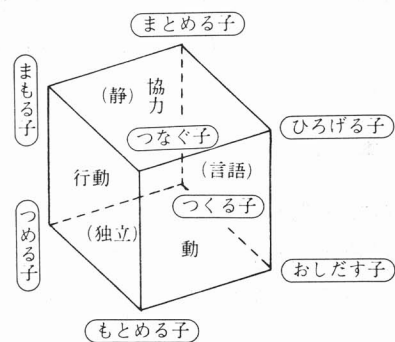 まとめる子
まもる子
(静)
協力
つなぐ子
ひろげる子
行動
(言語)
つくる子
つめる子
(独立)
動
おしだす子
もとめる子